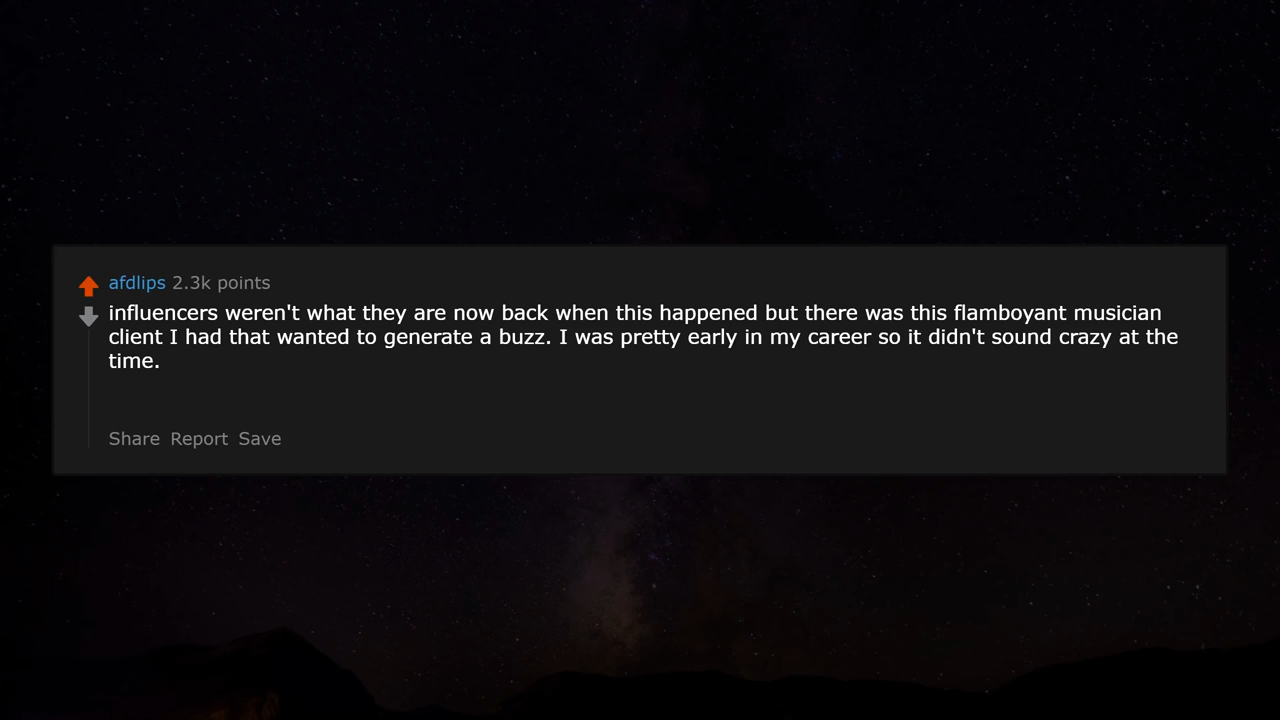 afdlips 2.3k points
influencers weren't what they are now back when this happened but there was this flamboyant musician
client I had that wanted to generate a buzz. I was pretty early in my career so it didn't sound crazy at the
time.
Share Report Save